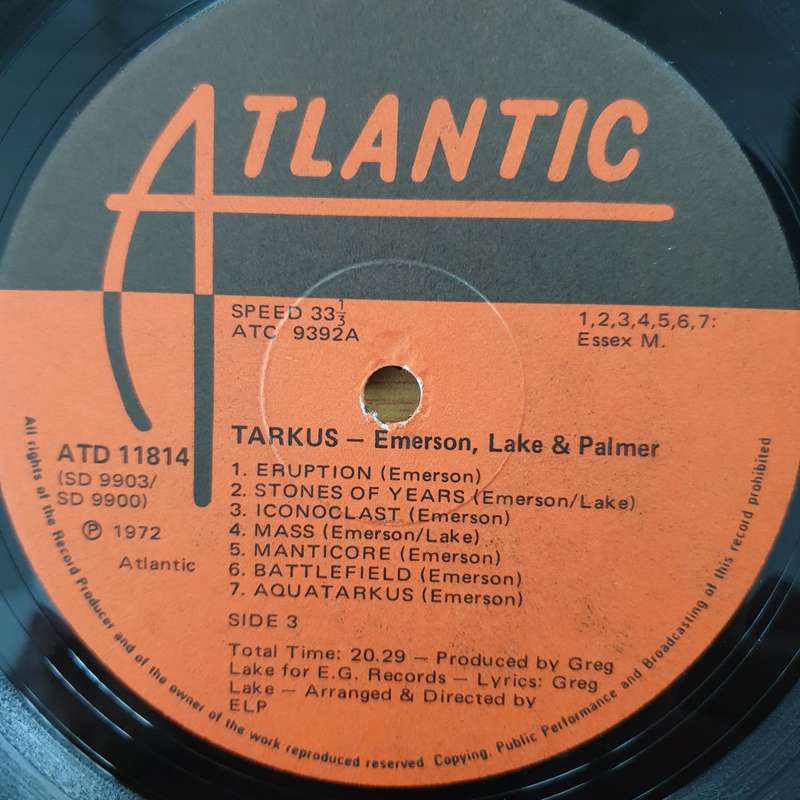 ATLANTIC
SPEED 33⅓
ATC 9392A
1,2,3,4,5,6,7:
Essex M.
TARKUS – Emerson, Lake & Palmer
ATD 11814
(SD 9903/
SD 9900)
℗ 1972
Atlantic
1. ERUPTION (Emerson)
2. STONES OF YEARS (Emerson/Lake)
3. ICONOCLAST (Emerson)
4. MASS (Emerson/Lake)
5. MANTICORE (Emerson)
6. BATTLEFIELD (Emerson)
7. AQUATARKUS (Emerson)
SIDE 3
Total Time: 20.29 – Produced by Greg
Lake for E.G. Records – Lyrics: Greg
Lake – Arranged & Directed by
ELP
All rights of the Record Producer and of the owner of the work reproduced reserved. Copying, Public Performance and Broadcasting of this record prohibited